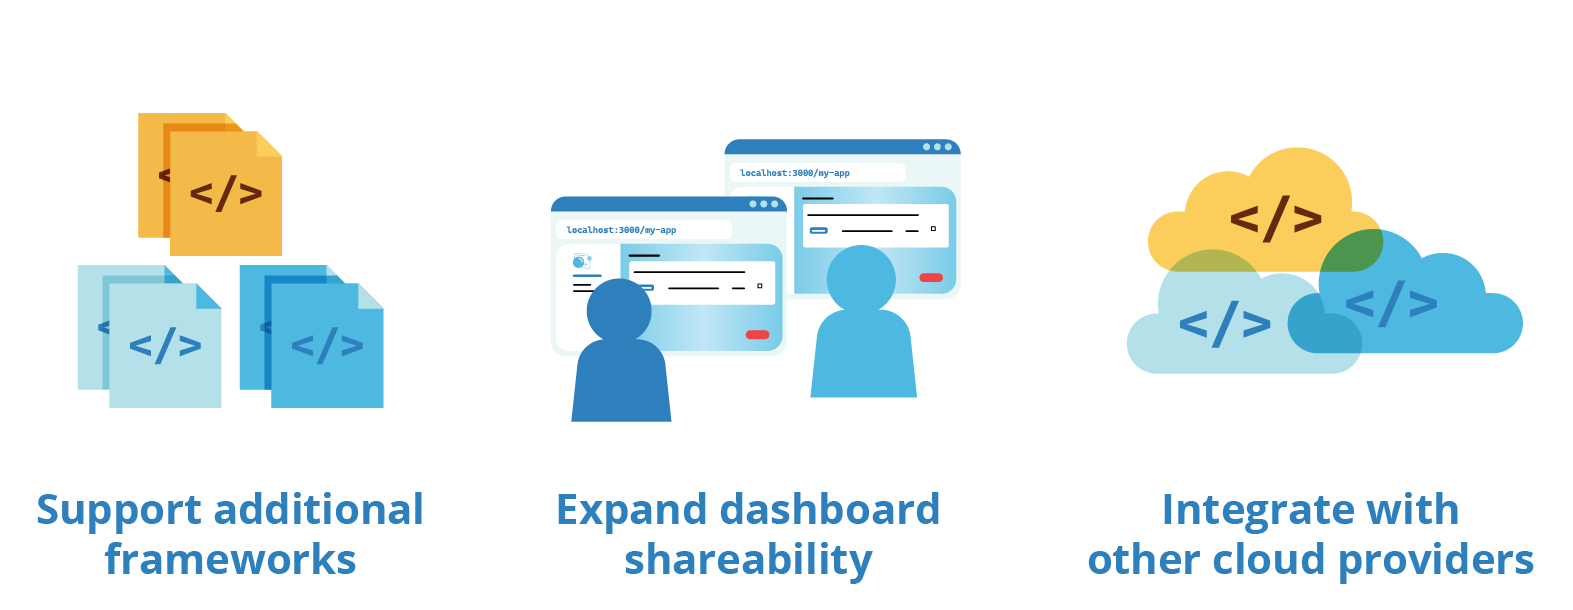 </>
</>
</>
localhost:3000/my-app
localhost:3000/my-app
</>
</>
</>
Support additional
frameworks
Expand dashboard
shareability
Integrate with
other cloud providers